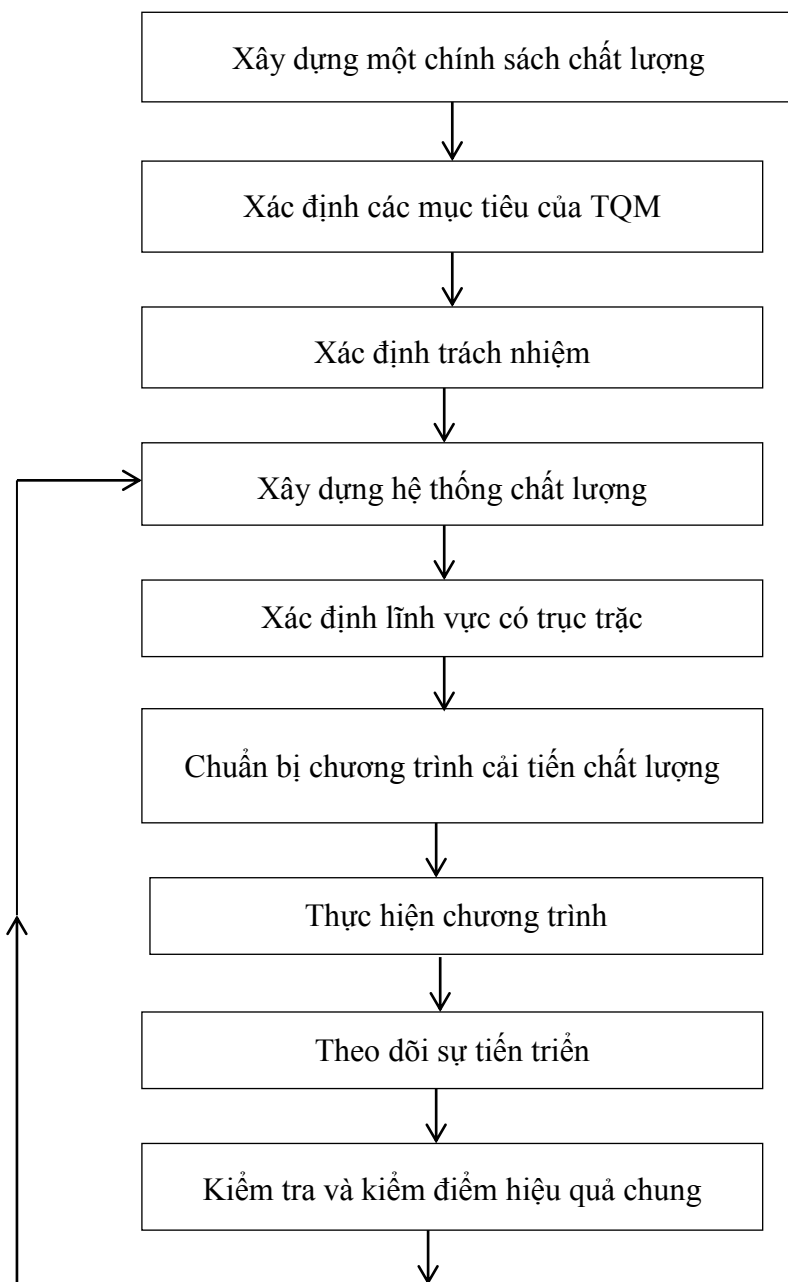 Xây dựng một chính sách chất lượng
Xác định các mục tiêu của TQM
Xác định trách nhiệm
Xây dựng hệ thống chất lượng
Xác định lĩnh vực có trục trặc
Chuẩn bị chương trình cải tiến chất lượng
Thực hiện chương trình
Theo dõi sự tiến triển
Kiểm tra và kiểm điểm hiệu quả chung